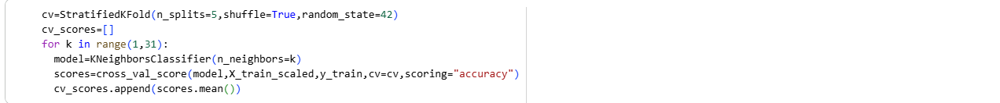 cv=StratifiedKFold(n_splits=5,shuffle=True,random_state=42)
cv_scores=[]
for k in range(1,31):
  model=KNeighborsClassifier(n_neighbors=k)
  scores=cross_val_score(model,X_train_scaled,y_train,cv=cv,scoring="accuracy")
  cv_scores.append(scores.mean())